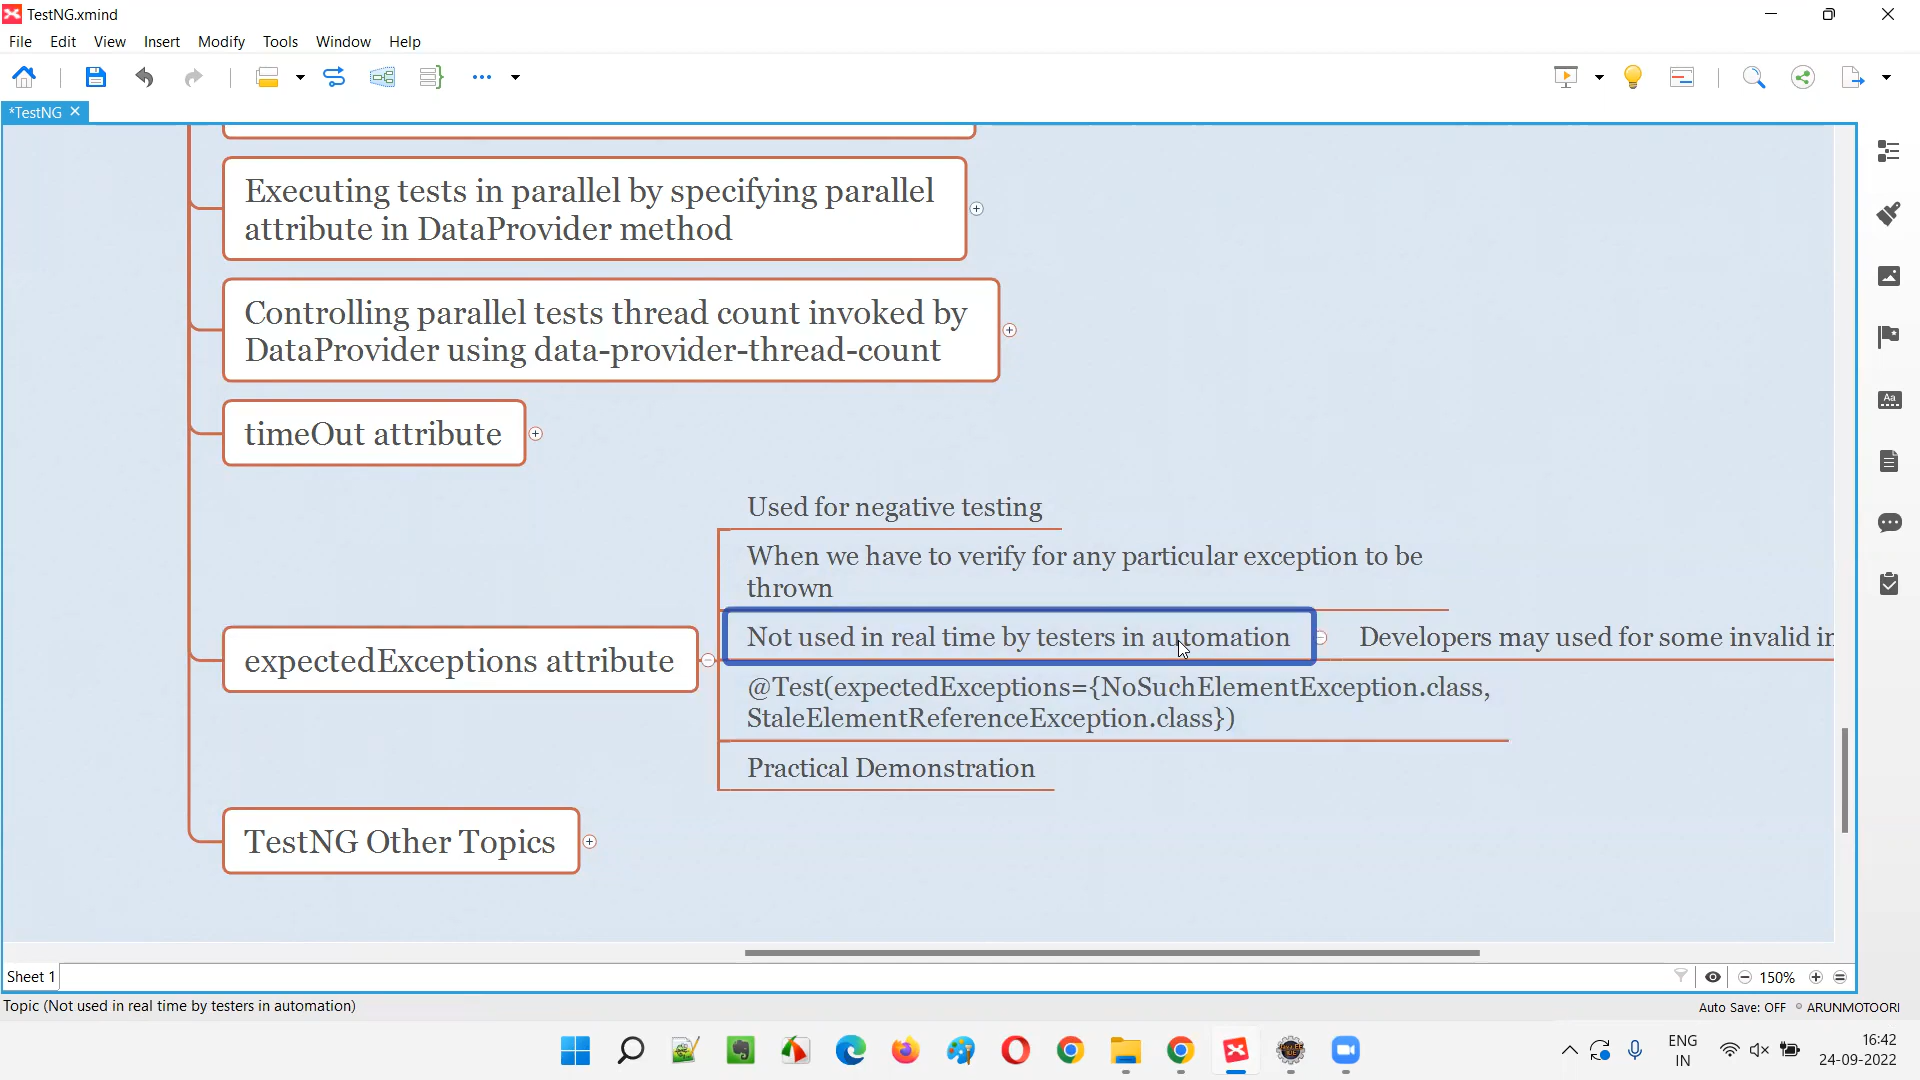 TestNG.xmind
File Edit View Insert Modify Tools Window Help
*TestNG
Executing tests in parallel by specifying parallel
attribute in DataProvider method
Controlling parallel tests thread count invoked by
DataProvider using data-provider-thread-count
timeOut attribute
Used for negative testing
When we have to verify for any particular exception to be
thrown
Not used in real time by testers in automation
Developers may used for some invalid in
expectedExceptions attribute
@Test(expectedExceptions={NoSuchElementException.class,
StaleElementReferenceException.class})
Practical Demonstration
TestNG Other Topics
Sheet 1
150%
Topic (Not used in real time by testers in automation)
Auto Save: OFF
ARUNMOTOORI
ENG
IN
16:42
24-09-2022